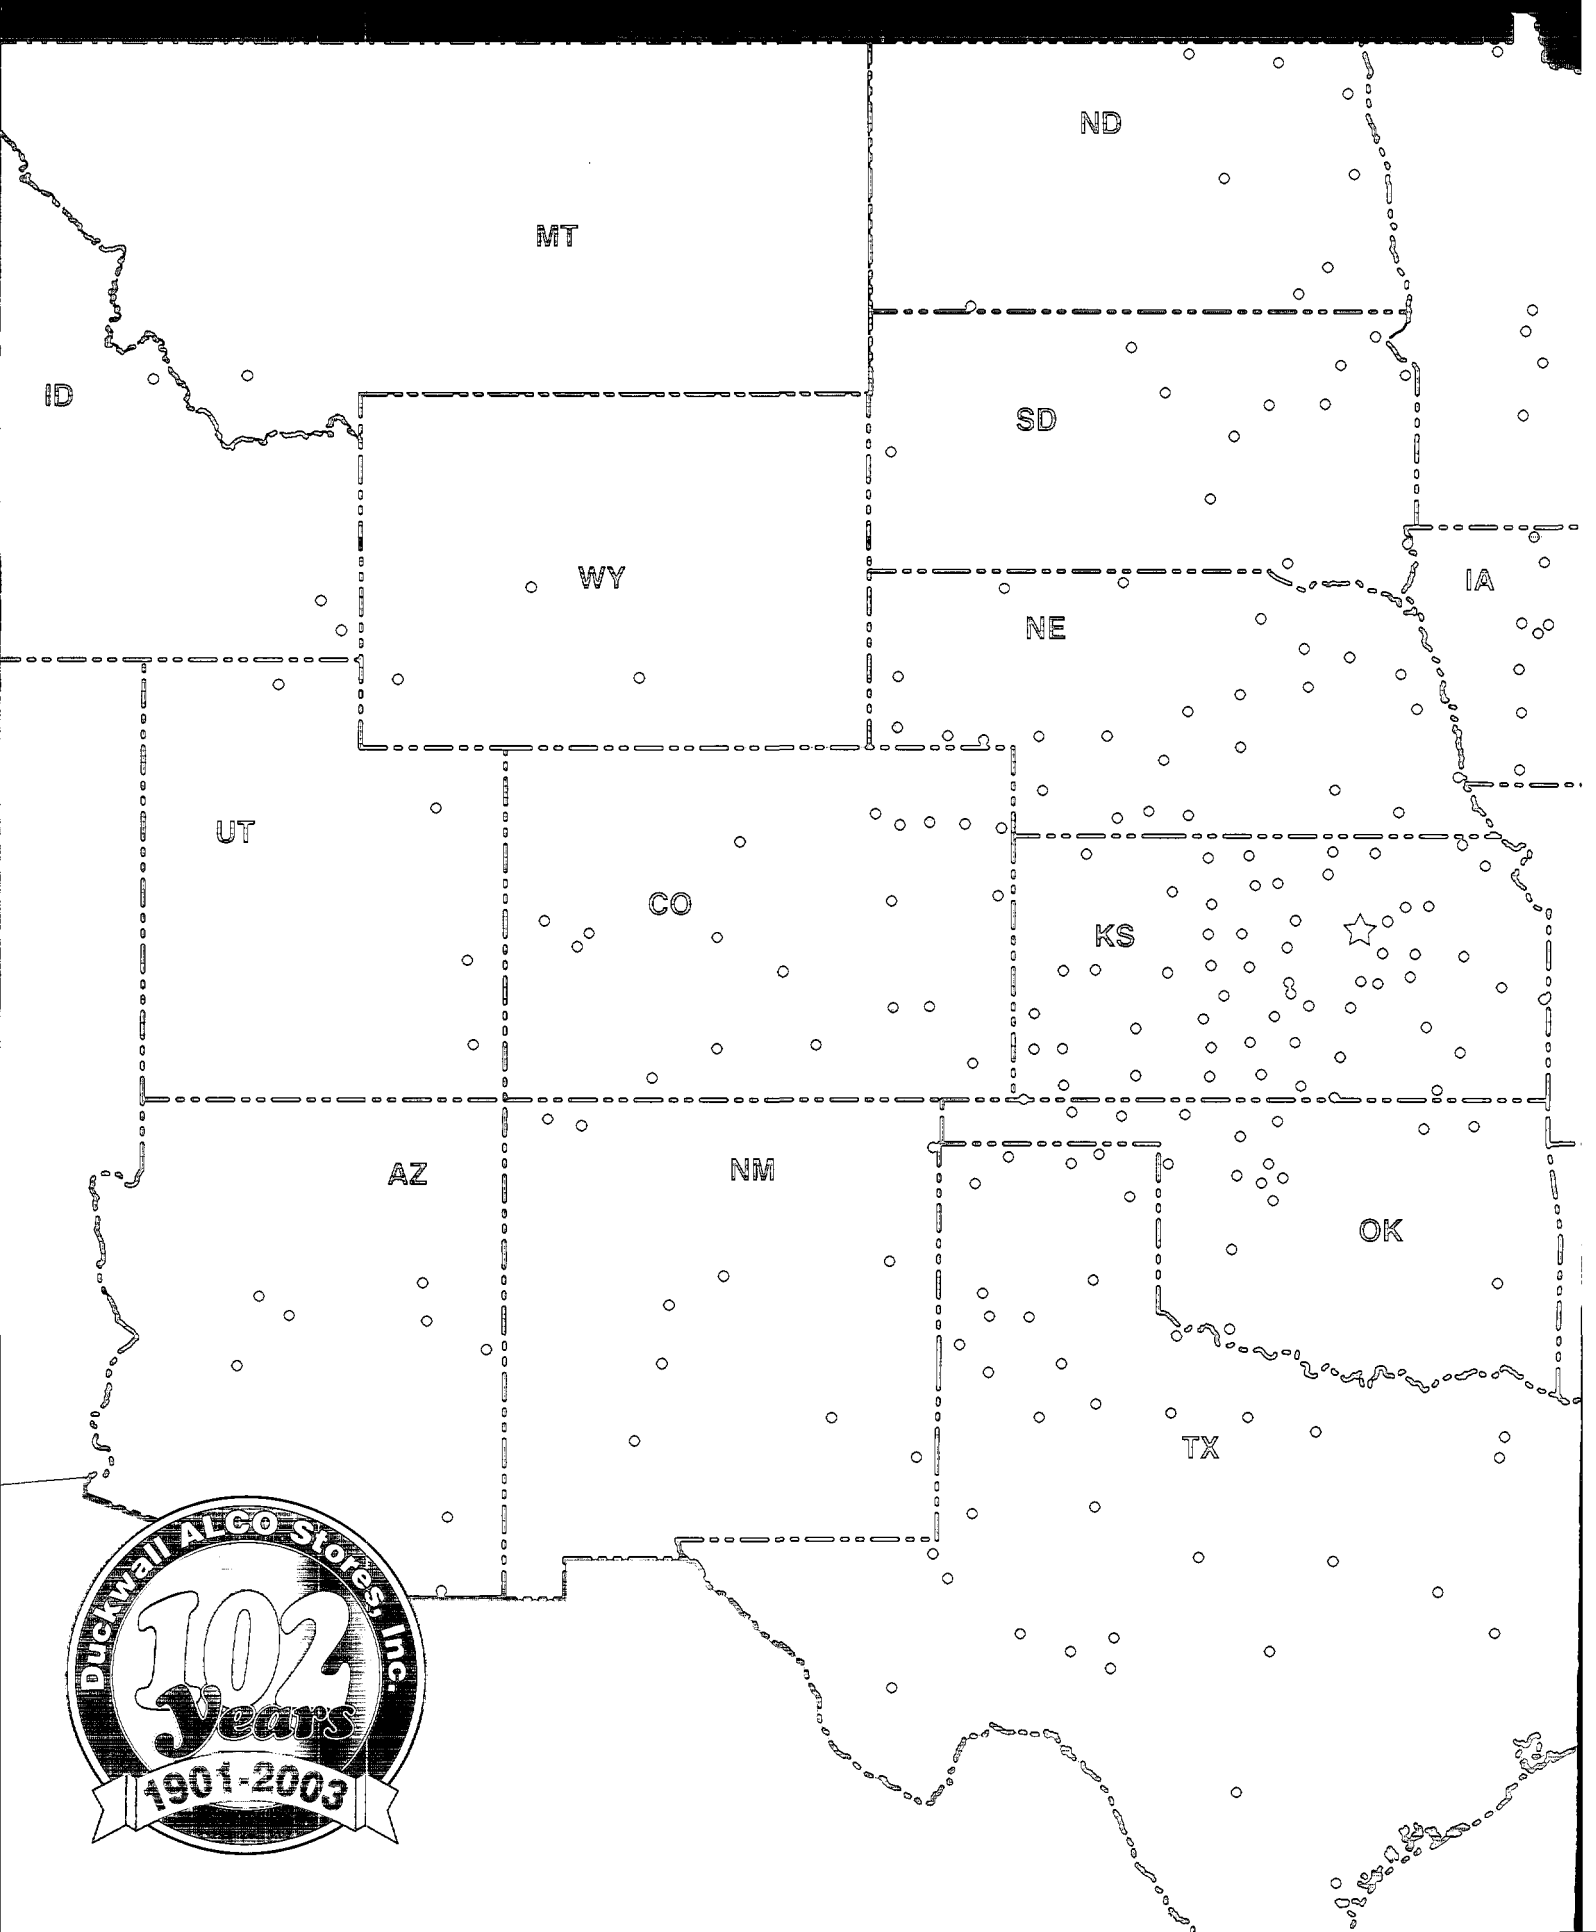 ND
MT
ID
SD
WY
IA
NE
UT
CO
KS
AZ
NM
OK
TX
Duckwall ALCO Stores, Inc.
102
years
1901-2003